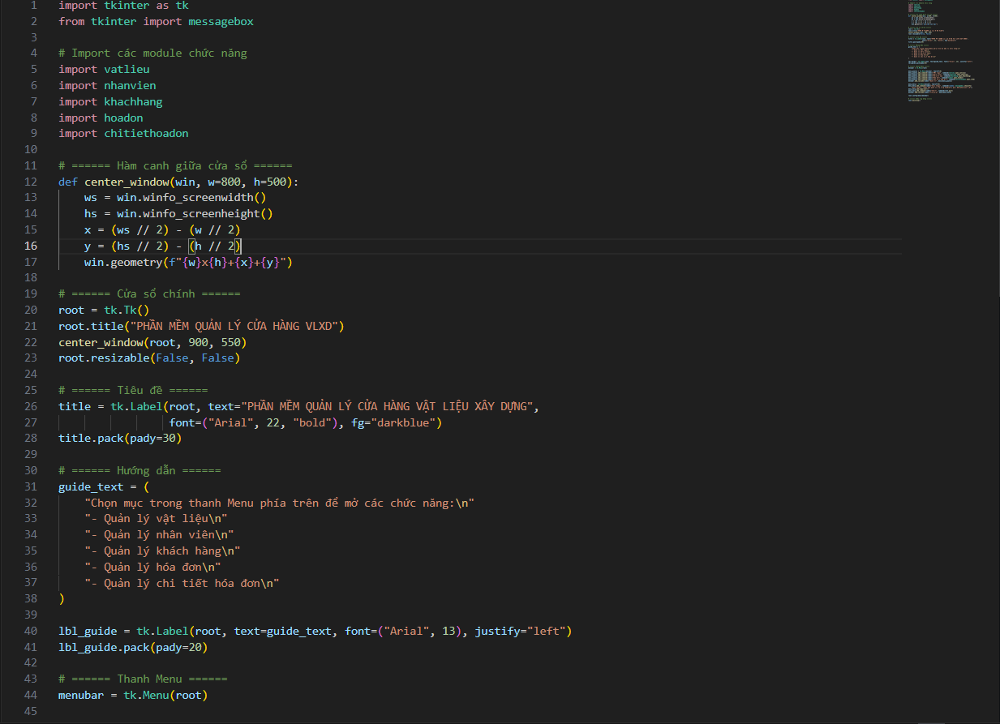 1 import tkinter as tk
2 from tkinter import messagebox
3
4 # Import các module chức năng
5 import vatlieu
6 import nhanvien
7 import khachhang
8 import hoadon
9 import chitiethoadon
10
11 # ====== Hàm canh giữa cửa sổ ======
12 def center_window(win, w=800, h=500):
13     ws = win.winfo_screenwidth()
14     hs = win.winfo_screenheight()
15     x = (ws // 2) - (w // 2)
16     y = (hs // 2) - (h // 2)
17     win.geometry(f"{w}x{h}+{x}+{y}")
18
19 # ====== Cửa sổ chính ======
20 root = tk.Tk()
21 root.title("PHẦN MỀM QUẢN LÝ CỬA HÀNG VLXD")
22 center_window(root, 900, 550)
23 root.resizable(False, False)
24
25 # ====== Tiêu đề ======
26 title = tk.Label(root, text="PHẦN MỀM QUẢN LÝ CỬA HÀNG VẬT LIỆU XÂY DỰNG",
27                  font=("Arial", 22, "bold"), fg="darkblue")
28 title.pack(pady=30)
29
30 # ====== Hướng dẫn ======
31 guide_text = (
32     "Chọn mục trong thanh Menu phía trên để mở các chức năng:\n"
33     "- Quản lý vật liệu\n"
34     "- Quản lý nhân viên\n"
35     "- Quản lý khách hàng\n"
36     "- Quản lý hóa đơn\n"
37     "- Quản lý chi tiết hóa đơn\n"
38 )
39
40 lbl_guide = tk.Label(root, text=guide_text, font=("Arial", 13), justify="left")
41 lbl_guide.pack(pady=20)
42
43 # ====== Thanh Menu ======
44 menubar = tk.Menu(root)
45